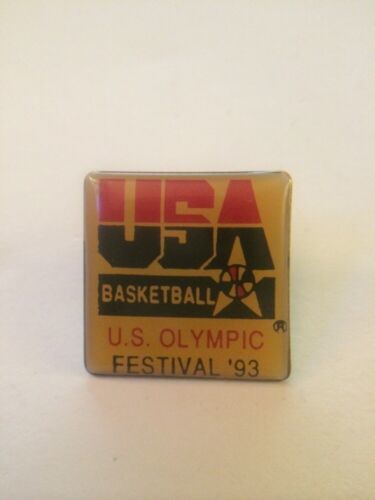 USA
BASKETBALL
®
U.S. OLYMPIC
FESTIVAL '93